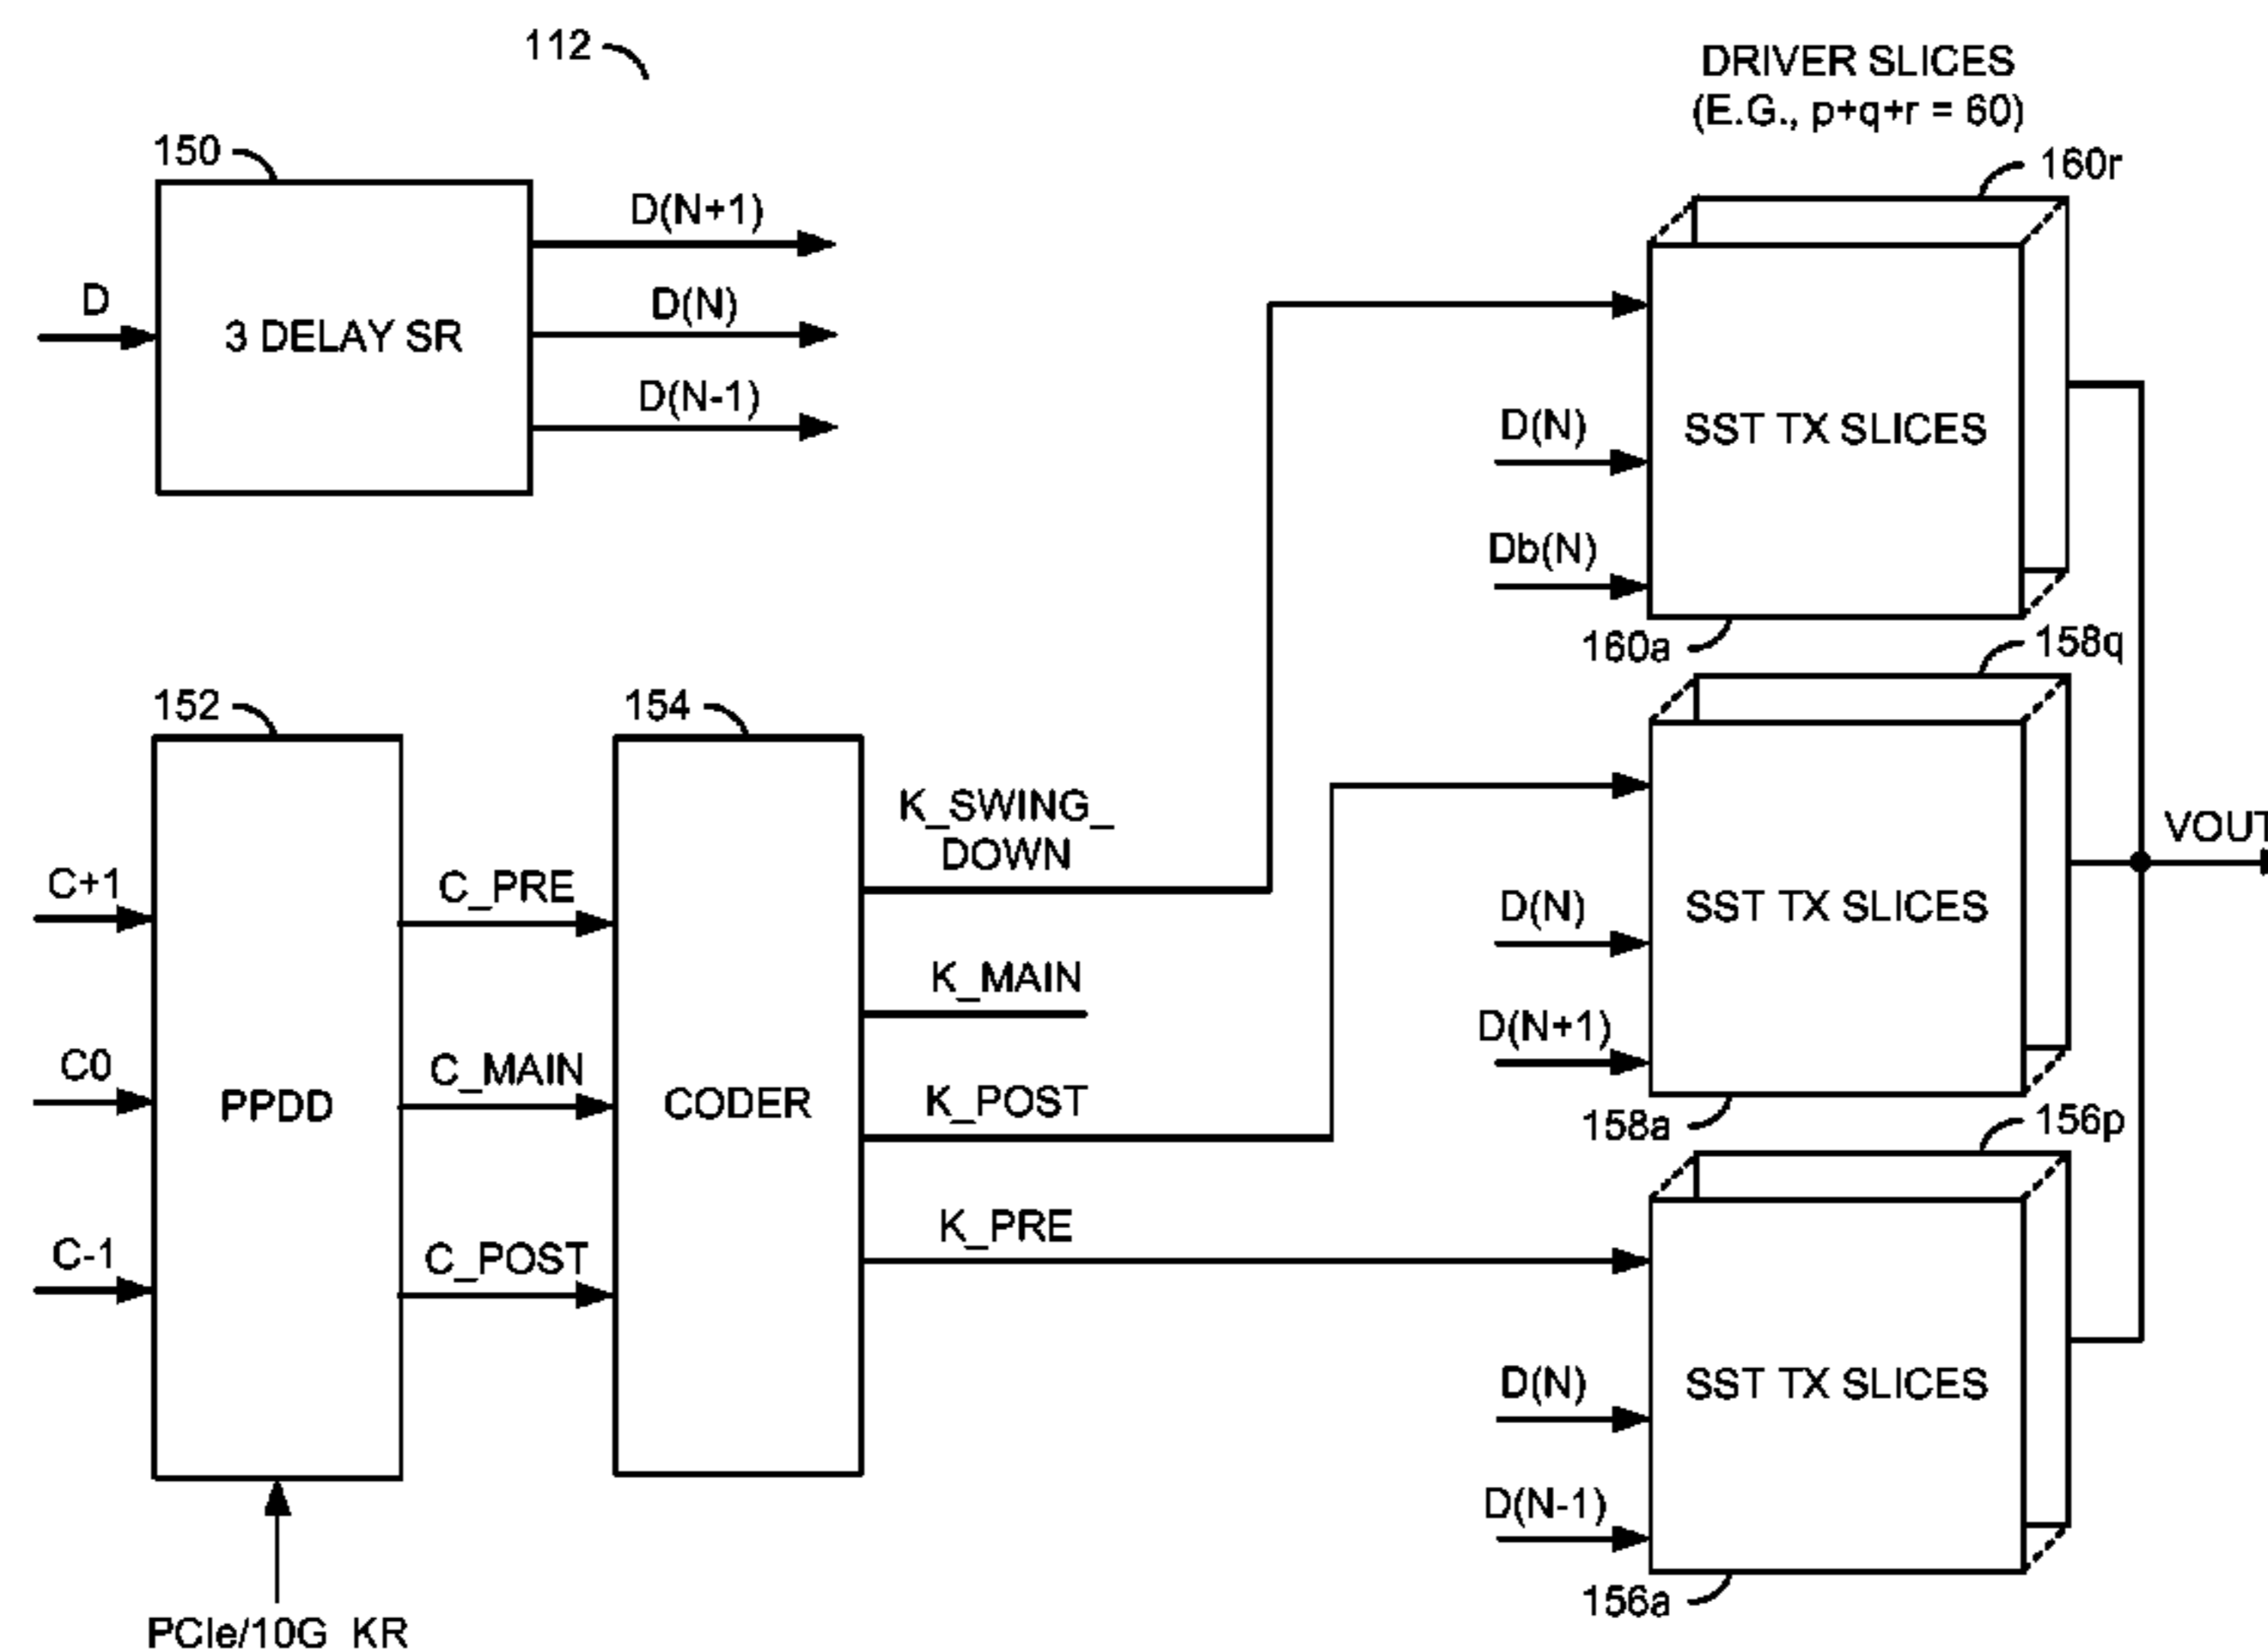 112
DRIVER SLICES
(E.G., p+q+r = 60)
150
160r
D
3 DELAY SR
D(N+1)
D(N)
D(N-1)
D(N)
Db(N)
SST TX SLICES
160a
158q
152
154
C+1
C0
C-1
PPDD
C_PRE
C_MAIN
C_POST
CODER
K_SWING_
DOWN
K_MAIN
K_POST
K_PRE
D(N)
D(N+1)
SST TX SLICES
VOUT
158a
156p
D(N)
D(N-1)
SST TX SLICES
156a
PCIe/10G_KR